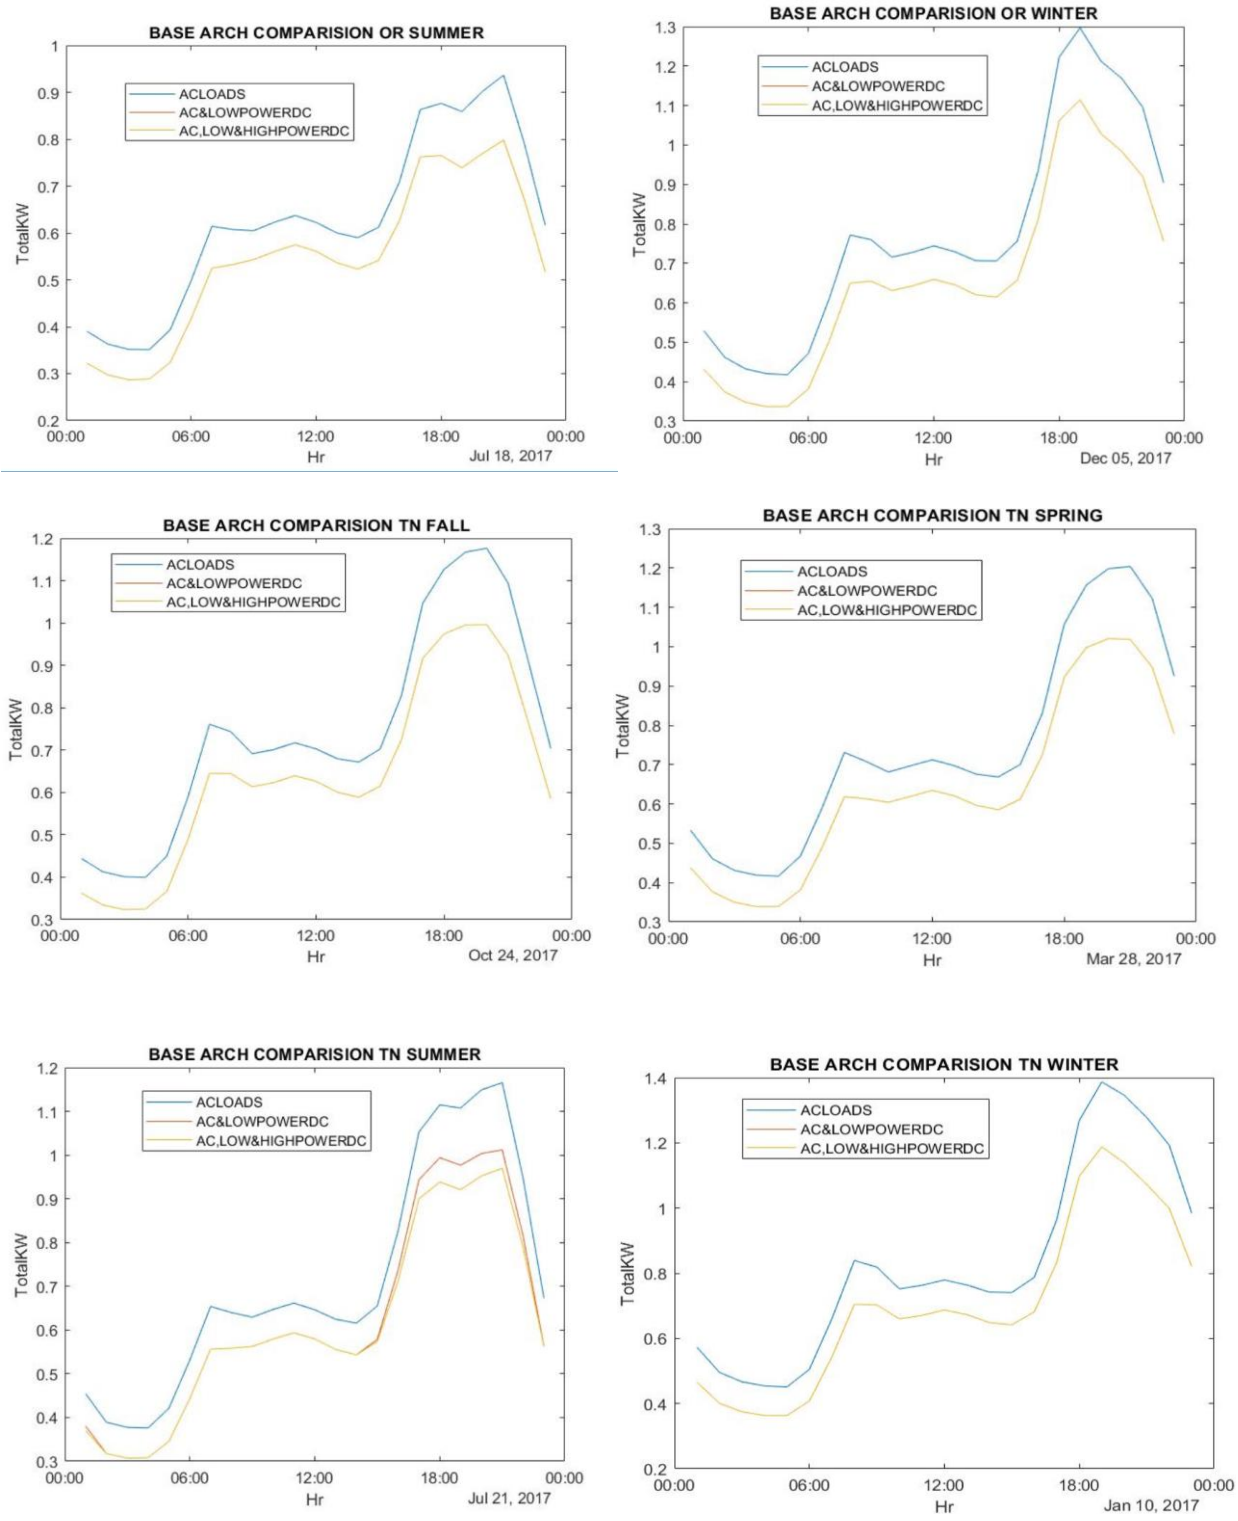 BASE ARCH COMPARISION OR SUMMER
TotalKW
1
0.9
0.8
0.7
0.6
0.5
0.4
0.3
0.2
ACLOADS
AC&LOWPOWERDC
AC,LOW&HIGHPOWERDC
00:00 06:00 12:00 18:00 00:00
Hr
Jul 18, 2017
BASE ARCH COMPARISION OR WINTER
TotalKW
1.3
1.2
1.1
1
0.9
0.8
0.7
0.6
0.5
0.4
0.3
ACLOADS
AC&LOWPOWERDC
AC,LOW&HIGHPOWERDC
00:00 06:00 12:00 18:00 00:00
Hr
Dec 05, 2017
BASE ARCH COMPARISION TN FALL
TotalKW
1.2
1.1
1
0.9
0.8
0.7
0.6
0.5
0.4
0.3
ACLOADS
AC&LOWPOWERDC
AC,LOW&HIGHPOWERDC
00:00 06:00 12:00 18:00 00:00
Hr
Oct 24, 2017
BASE ARCH COMPARISION TN SPRING
TotalKW
1.3
1.2
1.1
1
0.9
0.8
0.7
0.6
0.5
0.4
0.3
ACLOADS
AC&LOWPOWERDC
AC,LOW&HIGHPOWERDC
00:00 06:00 12:00 18:00 00:00
Hr
Mar 28, 2017
BASE ARCH COMPARISION TN SUMMER
TotalKW
1.2
1.1
1
0.9
0.8
0.7
0.6
0.5
0.4
0.3
ACLOADS
AC&LOWPOWERDC
AC,LOW&HIGHPOWERDC
00:00 06:00 12:00 18:00 00:00
Hr
Jul 21, 2017
BASE ARCH COMPARISION TN WINTER
TotalKW
1.4
1.2
1
0.8
0.6
0.4
0.2
ACLOADS
AC&LOWPOWERDC
AC,LOW&HIGHPOWERDC
00:00 06:00 12:00 18:00 00:00
Hr
Jan 10, 2017